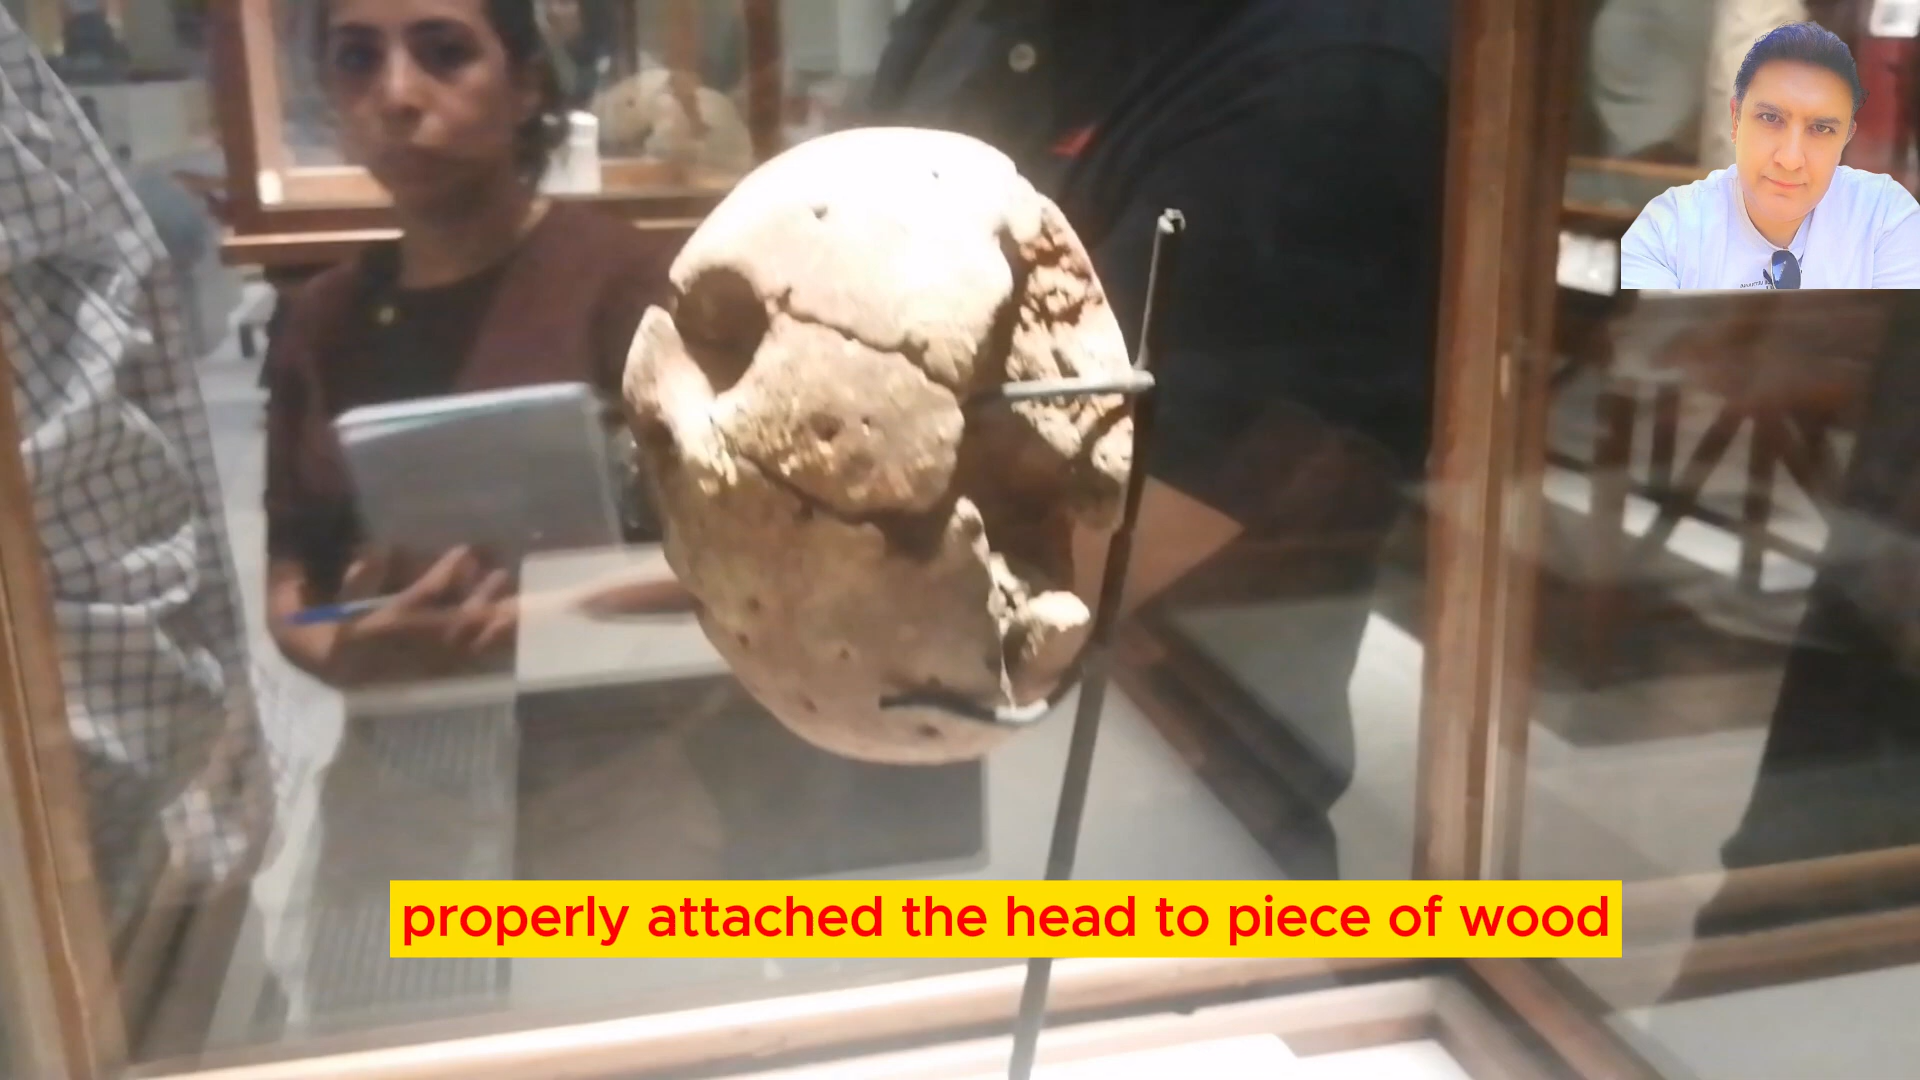 properly attached the head to piece of wood